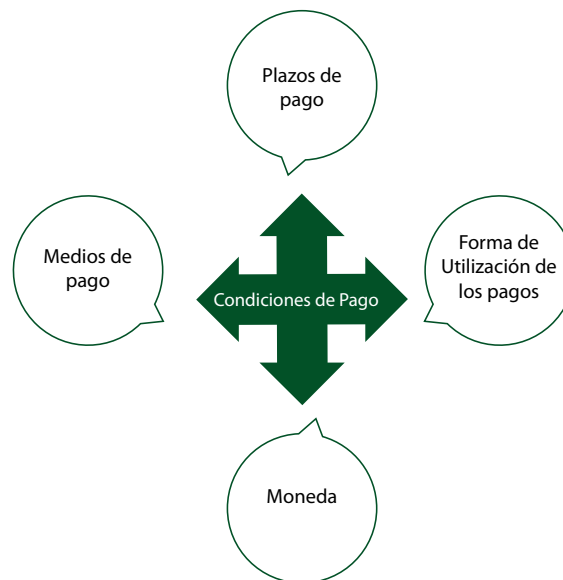 Plazos de
pago
Medios de
pago
Condiciones de Pago
Forma de
Utilización de
los pagos
Moneda